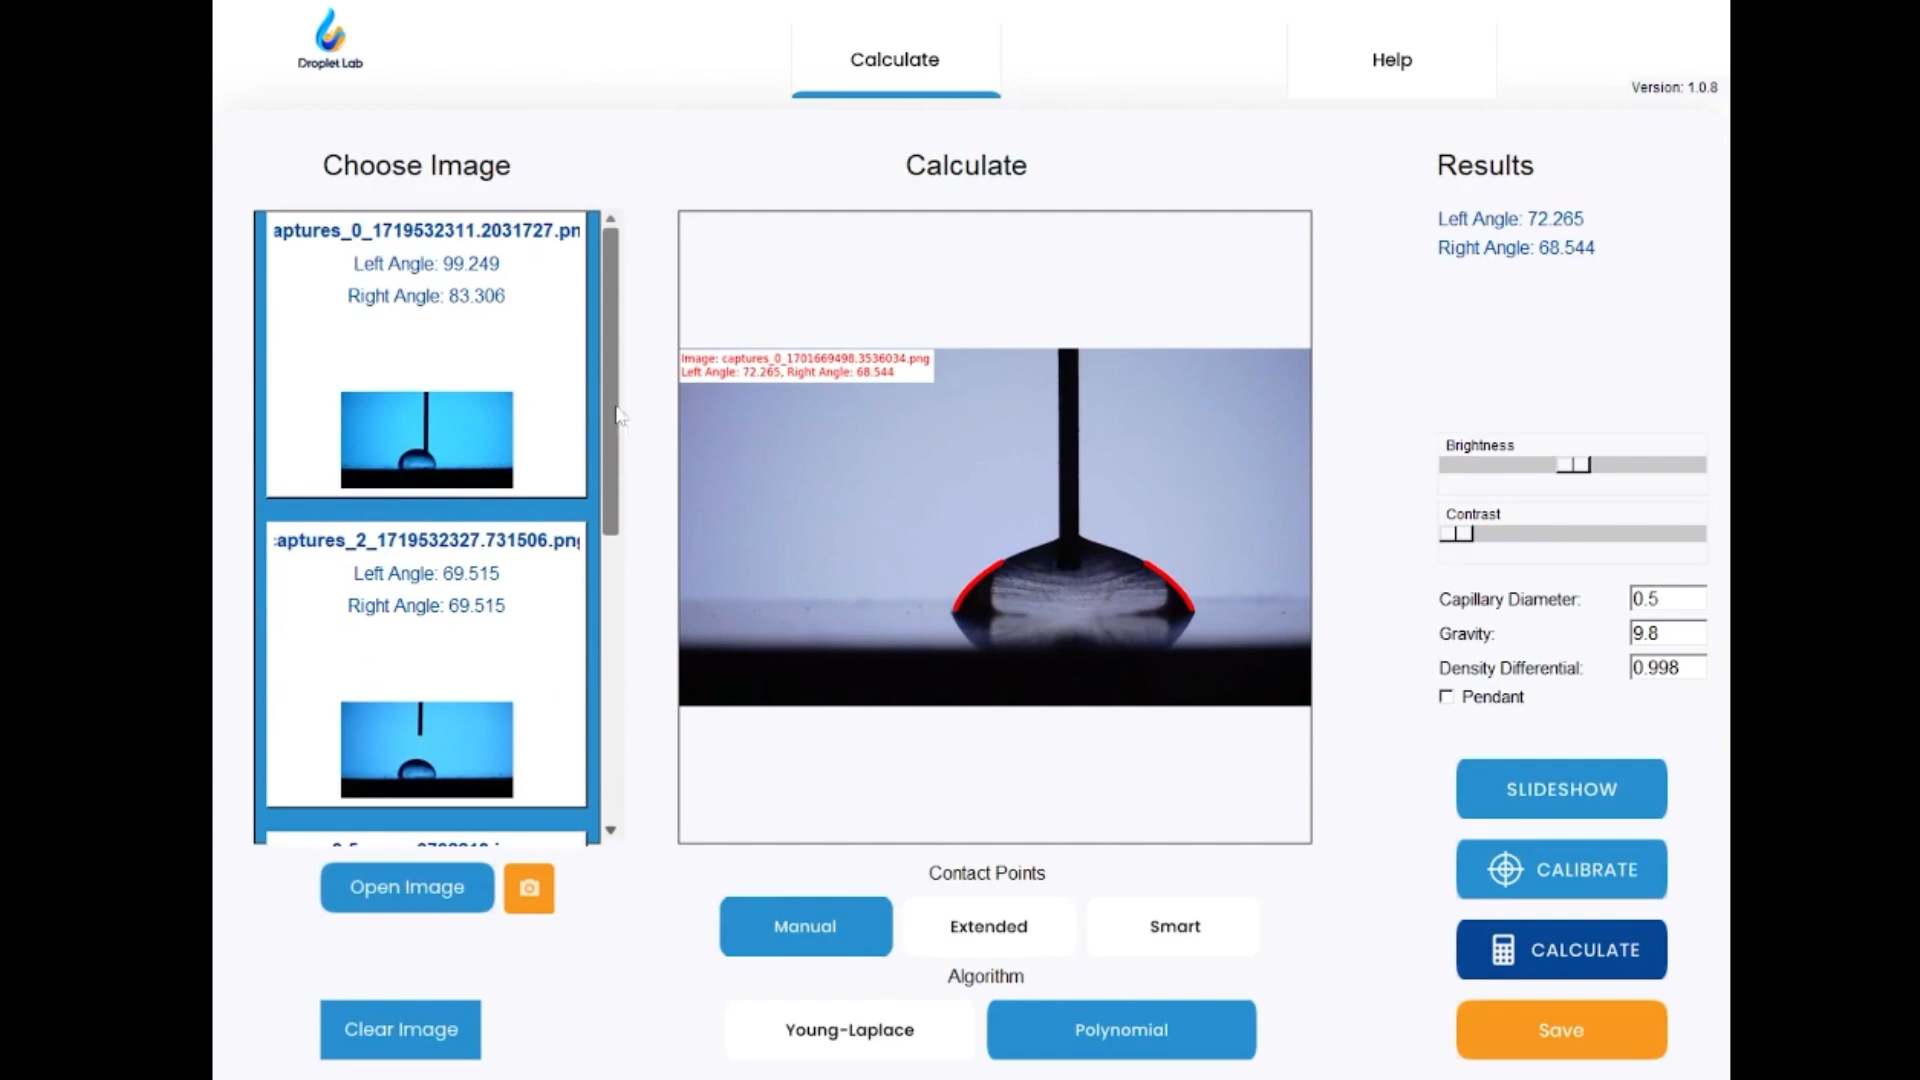 Droplet Lab
Calculate
Help
Version: 1.0.8
Choose Image
Calculate
Results
aptures_0_1719532311.2031727.pn
Left Angle: 99.249
Right Angle: 83.306
aptures_2_1719532327.731506.png
Left Angle: 69.515
Right Angle: 69.515
Image: captures_0_1701669498.3536034.png
Left Angle: 72.265, Right Angle: 68.544
Left Angle: 72.265
Right Angle: 68.544
Brightness
Contrast
Capillary Diameter: 0.5
Gravity: 9.8
Density Differential: 0.998
Pendant
SLIDESHOW
CALIBRATE
CALCULATE
Save
Open Image
Clear Image
Contact Points
Manual
Extended
Smart
Algorithm
Young-Laplace
Polynomial